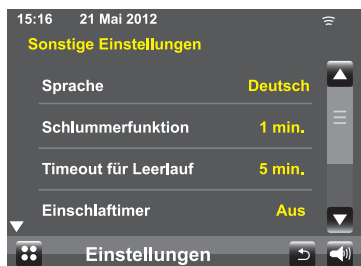 15:16 21 Mai 2012
Sonstige Einstellungen
Sprache Deutsch
Schlummerfunktion 1 min.
Timeout für Leerlauf 5 min.
Einschlaftimer Aus
Einstellungen